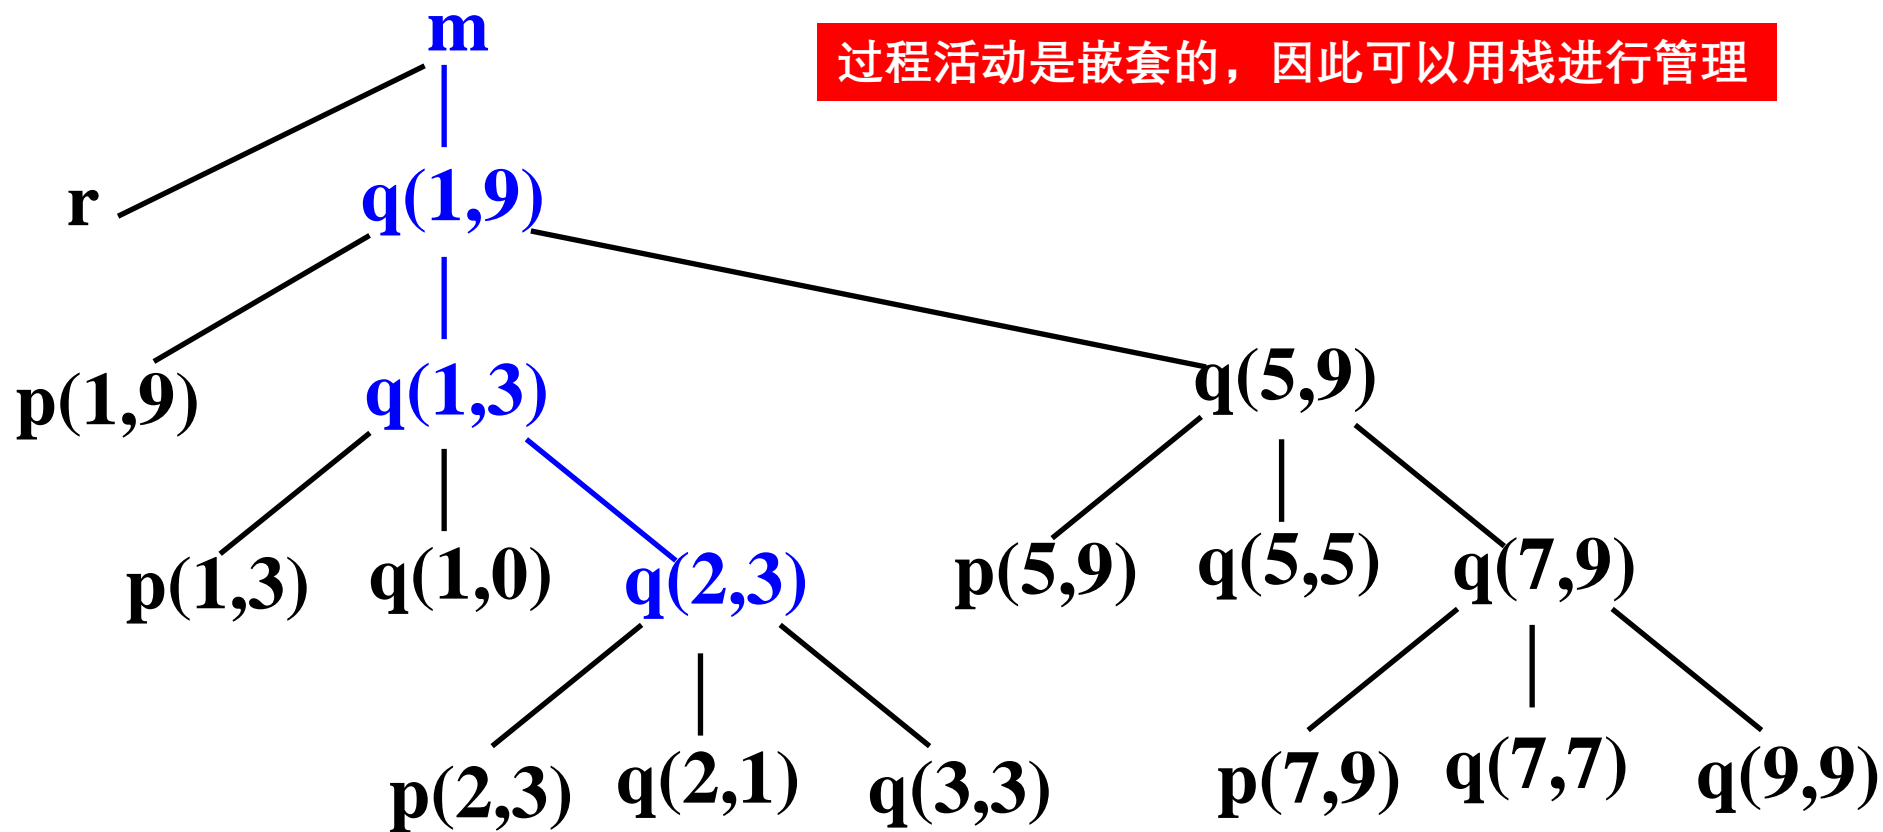 m
过程活动是嵌套的，因此可以用栈进行管理
r
q(1,9)
p(1,9)
q(1,3)
q(5,9)
p(1,3)
q(1,0)
q(2,3)
p(5,9)
q(5,5)
q(7,9)
p(2,3)
q(2,1)
q(3,3)
p(7,9)
q(7,7)
q(9,9)